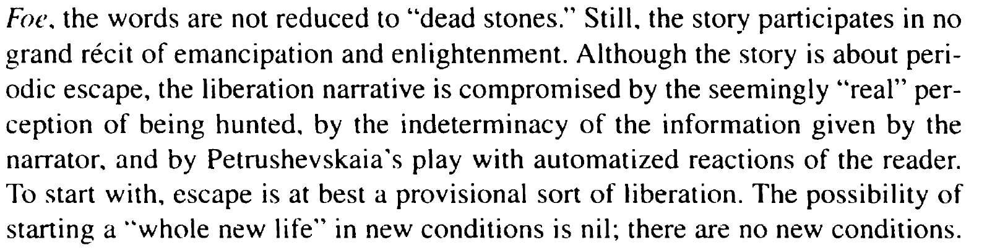 Foe, the words are not reduced to “dead stones.” Still, the story participates in no
grand récit of emancipation and enlightenment. Although the story is about peri-
odic escape, the liberation narrative is compromised by the seemingly “real” per-
ception of being hunted, by the indeterminacy of the information given by the
narrator, and by Petrushevskaia's play with automatized reactions of the reader.
To start with, escape is at best a provisional sort of liberation. The possibility of
starting a “whole new life” in new conditions is nil; there are no new conditions.